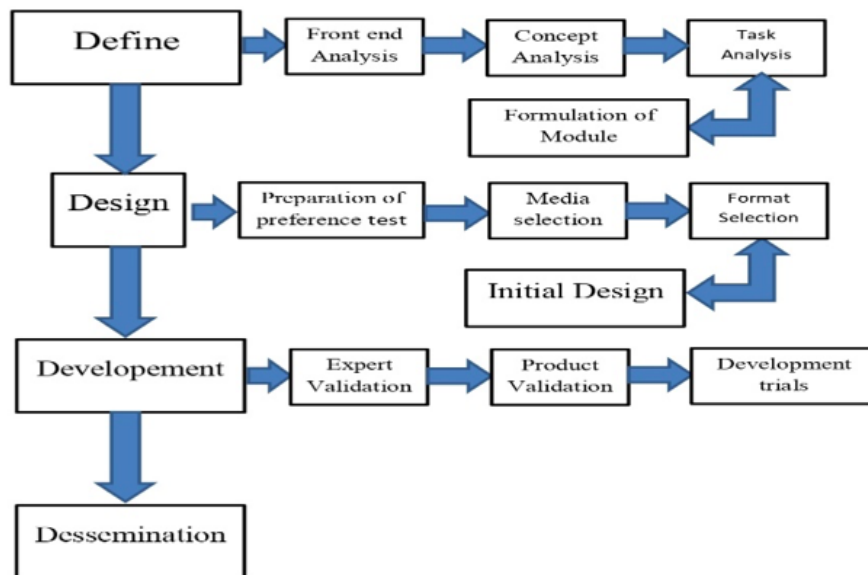 Define
Front end
Analysis
Concept
Analysis
Task
Analysis
Formulation of
Module
Design
Preparation of
preference test
Media
selection
Format
Selection
Initial Design
Developement
Expert
Validation
Product
Validation
Development
trials
Dessemination